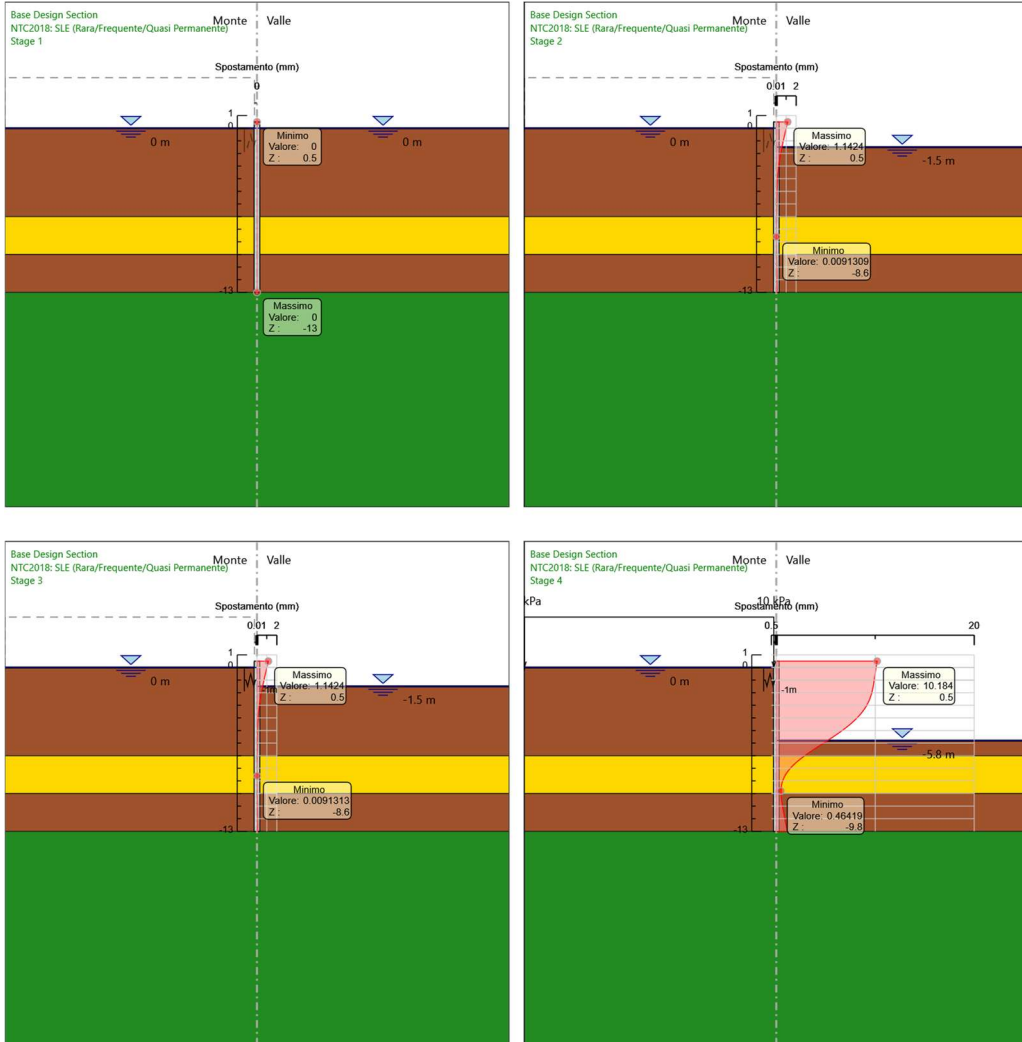 Base Design Section
NTC2018: SLE (Rara/Frequente/Quasi Permanente)
Stage 1
Monte Valle
Spostamento (mm)
0
1
0
0 m
0 m
Minimo
Valore: 0
Z : 0.5
-13
Massimo
Valore: 0
Z : -13
Base Design Section
NTC2018: SLE (Rara/Frequente/Quasi Permanente)
Stage 2
Monte Valle
Spostamento (mm)
0.01 2
1
0
0 m
-1.5 m
Massimo
Valore: 1.1424
Z : 0.5
Minimo
Valore: 0.0091309
Z : -8.6
-13
Base Design Section
NTC2018: SLE (Rara/Frequente/Quasi Permanente)
Stage 3
Monte Valle
Spostamento (mm)
0.01 2
1
0
0 m
-1m
-1.5 m
Massimo
Valore: 1.1424
Z : 0.5
Minimo
Valore: 0.0091313
Z : -8.6
-13
Base Design Section
NTC2018: SLE (Rara/Frequente/Quasi Permanente)
Stage 4
Monte Valle
kPa
10 kPa
Spostamento (mm)
0.5 20
1
0
0 m
-1m
-5.8 m
Massimo
Valore: 10.184
Z : 0.5
Minimo
Valore: 0.46419
Z : -9.8
-13